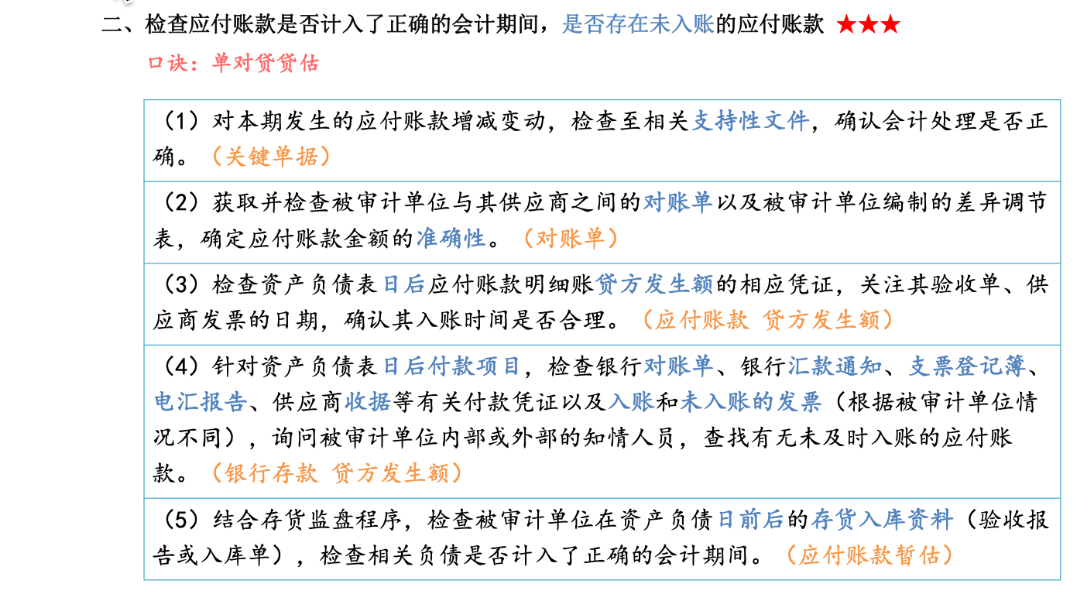 二、检查应付账款是否计入了正确的会计期间，是否存在未入账的应付账款 ★★★
口诀：单对贷贷估
（1）对本期发生的应付账款增减变动，检查至相关支持性文件，确认会计处理是否正
确。（关键单据）
（2）获取并检查被审计单位与其供应商之间的对账单以及被审计单位编制的差异调节
表，确定应付账款金额的准确性。（对账单）
（3）检查资产负债表日后应付账款明细账贷方发生额的相应凭证，关注其验收单、供
应商发票的日期，确认其入账时间是否合理。（应付账款 贷方发生额）
（4）针对资产负债表日后付款项目，检查银行对账单、银行汇款通知、支票登记簿、
电汇报告、供应商收据等有关付款凭证以及入账和未入账的发票（根据被审计单位情
况不同），询问被审计单位内部或外部的知情人员，查找有无未及时入账的应付账
款。（银行存款 贷方发生额）
（5）结合存货监盘程序，检查被审计单位在资产负债日前后的存货入库资料（验收报
告或入库单），检查相关负债是否计入了正确的会计期间。（应付账款暂估）